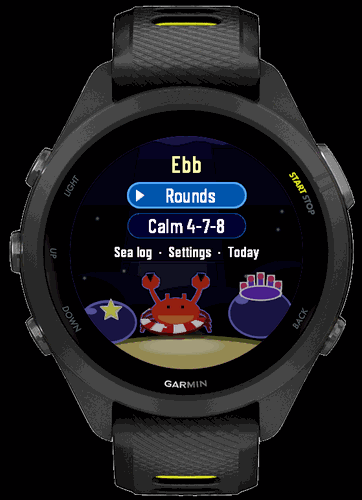 Ebb
Rounds
Calm 4-7-8
Sea log · Settings · Today
LIGHT
START STOP
UP
DOWN
BACK
GARMIN